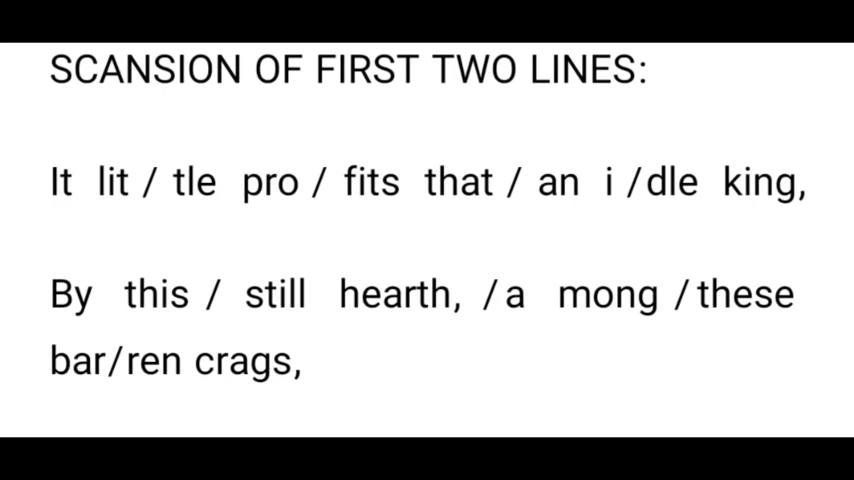 SCANSION OF FIRST TWO LINES:
It lit / tle pro / fits that / an i /dle king,
By this / still hearth, /a mong /these
bar/ren crags,